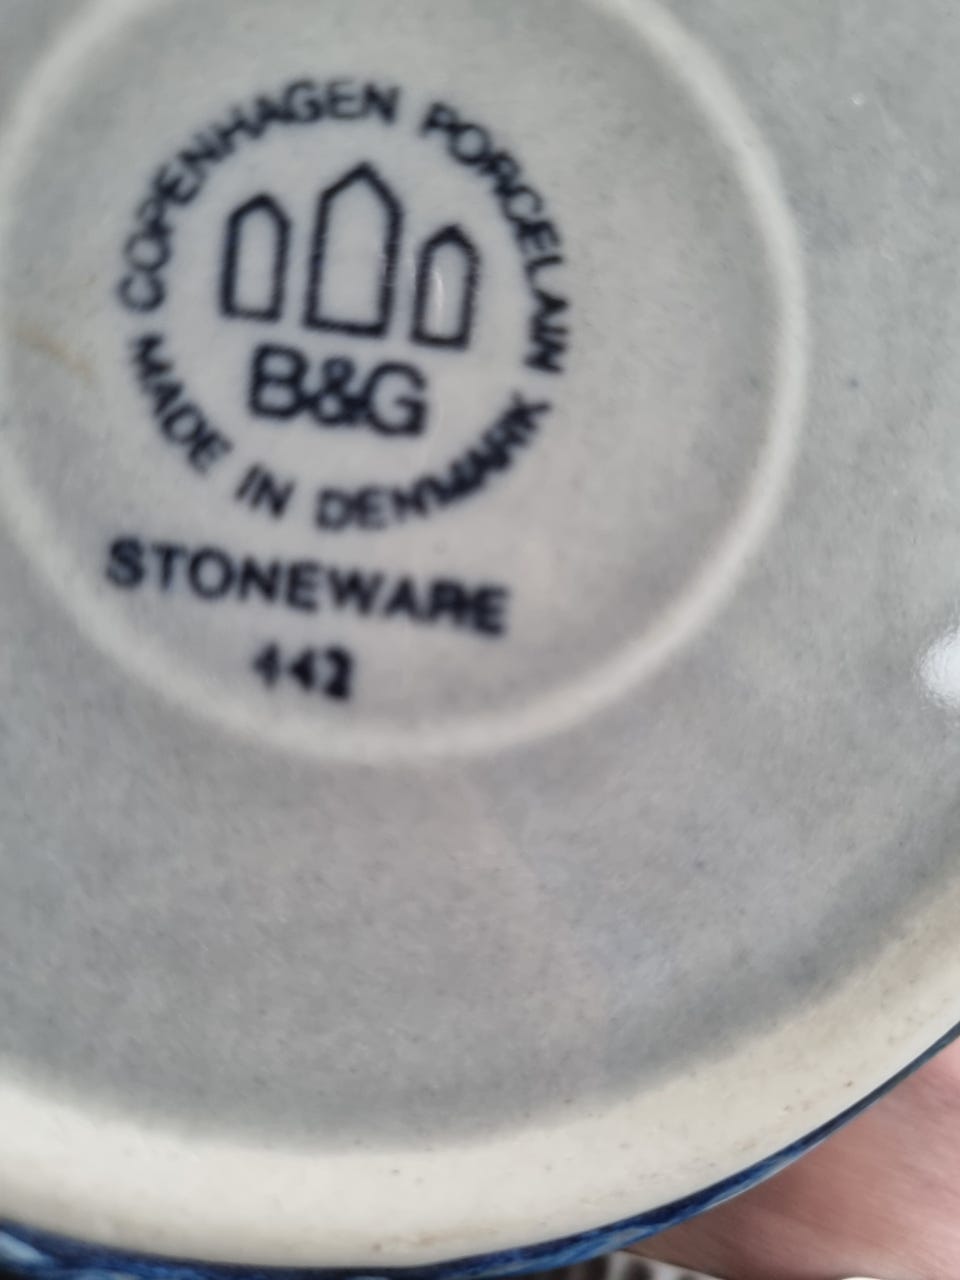 COPENHAGEN PORCELAIN
B&G
MADE IN DENMARK
STONEWARE
442